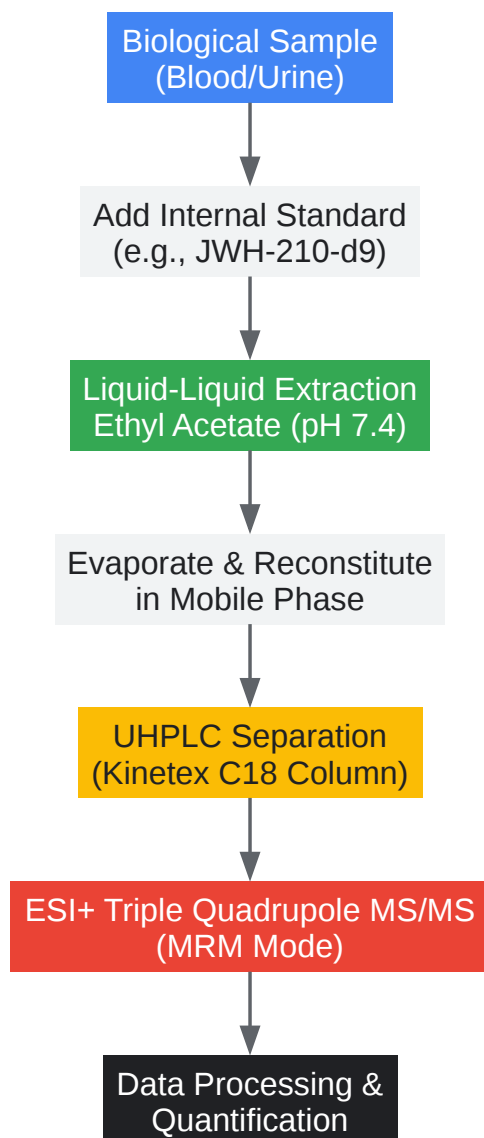 Biological Sample
(Blood/Urine)
Add Internal Standard
(e.g., JWH-210-d9)
Liquid-Liquid Extraction
Ethyl Acetate (pH 7.4)
Evaporate & Reconstitute
in Mobile Phase
UHPLC Separation
(Kinetex C18 Column)
ESI+ Triple Quadrupole MS/MS
(MRM Mode)
Data Processing &
Quantification